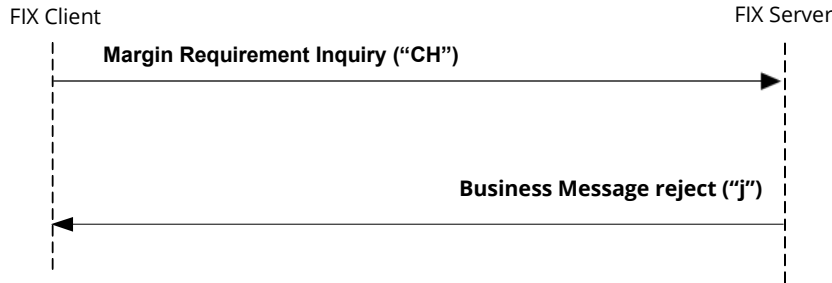 FIX Client
FIX Server
Margin Requirement Inquiry (“CH”)
Business Message reject (“j”)